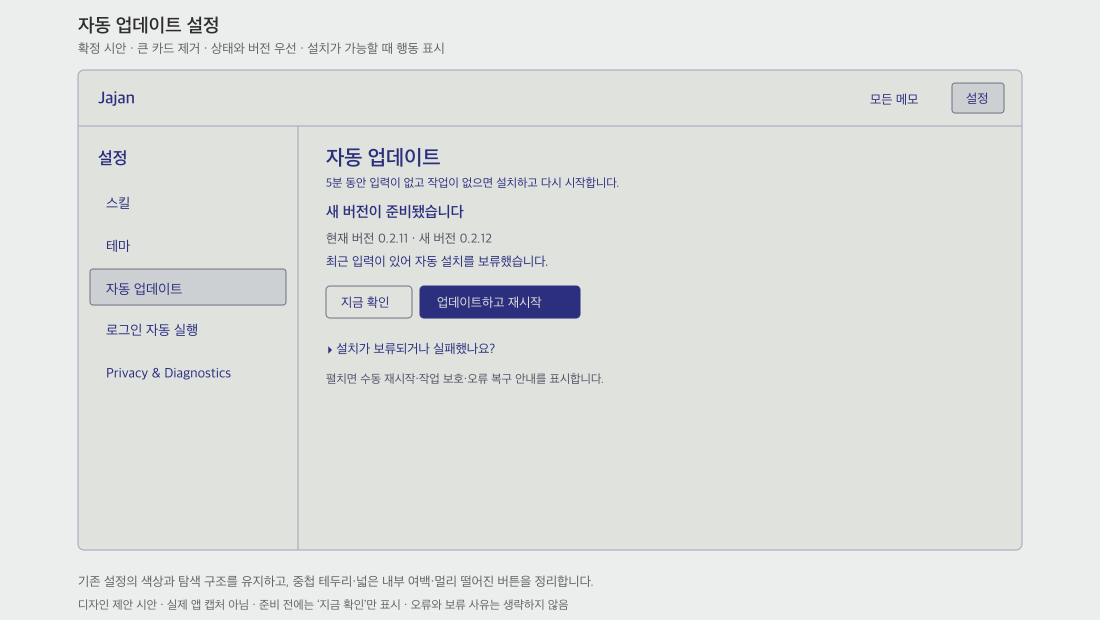 자동 업데이트 설정
확정 시안 · 큰 카드 제거 · 상태와 버전 우선 · 설치가 가능할 때 행동 표시
Jajan
모든 메모
설정
설정
스킬
테마
자동 업데이트
로그인 자동 실행
Privacy & Diagnostics
자동 업데이트
5분 동안 입력이 없고 작업이 없으면 설치하고 다시 시작합니다.
새 버전이 준비됐습니다
현재 버전 0.2.11 · 새 버전 0.2.12
최근 입력이 있어 자동 설치를 보류했습니다.
지금 확인
업데이트하고 재시작
설치가 보류되거나 실패했나요?
펼치면 수동 재시작·작업 보호·오류 복구 안내를 표시합니다.
기존 설정의 색상과 탐색 구조를 유지하고, 중첩 테두리·넓은 내부 여백·멀리 떨어진 버튼을 정리합니다.
디자인 제안 시안 · 실제 앱 캡처 아님 · 준비 전에는 ‘지금 확인’만 표시 · 오류와 보류 사유는 생략하지 않음